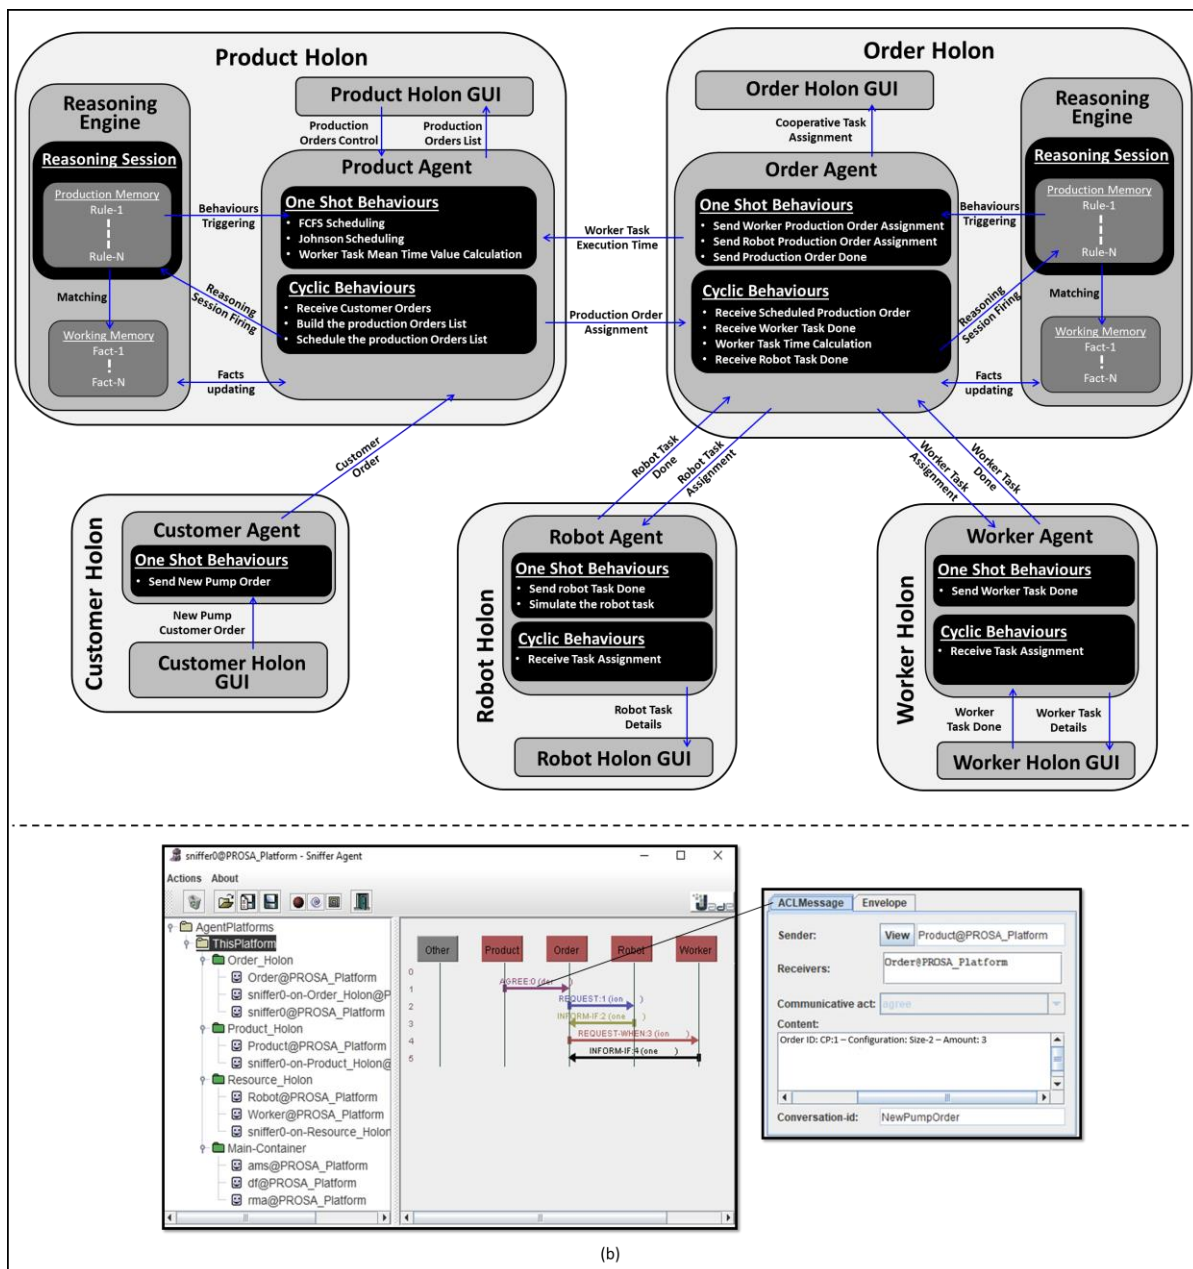 Product Holon
Product Holon GUI
Production
Orders Control
Production
Orders List
Reasoning
Engine
Reasoning Session
Production Memory
Rule-1
Rule-N
Matching
Working Memory
Fact-1
Fact-N
Behaviours
Triggering
Reasoning
Session Firing
Facts
updating
Product Agent
One Shot Behaviours
• FCFS Scheduling
• Johnson Scheduling
• Worker Task Mean Time Value Calculation
Cyclic Behaviours
• Receive Customer Orders
• Build the production Orders List
• Schedule the production Orders List
Worker Task
Execution Time
Production Order
Assignment
Order Holon
Order Holon GUI
Cooperative Task
Assignment
Order Agent
One Shot Behaviours
• Send Worker Production Order Assignment
• Send Robot Production Order Assignment
• Send Production Order Done
Cyclic Behaviours
• Receive Scheduled Production Order
• Receive Worker Task Done
• Worker Task Time Calculation
• Receive Robot Task Done
Behaviours
Triggering
Reasoning
Session Firing
Facts
updating
Reasoning
Engine
Reasoning Session
Production Memory
Rule-1
Rule-N
Matching
Working Memory
Fact-1
Fact-N
Customer
Order
Robot Task
Done
Robot Task
Assignment
Worker Task
Assignment
Worker Task
Done
Customer Holon
Customer Agent
One Shot Behaviours
• Send New Pump Order
New Pump
Customer Order
Customer Holon
GUI
Robot Holon
Robot Agent
One Shot Behaviours
• Send robot Task Done
• Simulate the robot task
Cyclic Behaviours
• Receive Task Assignment
Robot Task
Details
Robot Holon GUI
Worker Holon
Worker Agent
One Shot Behaviours
• Send Worker Task Done
Cyclic Behaviours
• Receive Task Assignment
Worker
Task Done
Worker Task
Details
Worker Holon GUI
sniffer0@PROSA_Platform - Sniffer Agent
Actions About
Jade
AgentPlatforms
ThisPlatform
Order_Holon
Order@PROSA_Platform
sniffer0-on-Order_Holon@P
sniffer0@PROSA_Platform
Product_Holon
Product@PROSA_Platform
sniffer0-on-Product_Holon@
Resource_Holon
Robot@PROSA_Platform
Worker@PROSA_Platform
sniffer0-on-Resource_Holon
Main-Container
ams@PROSA_Platform
df@PROSA_Platform
rma@PROSA_Platform
Other Product Order Robot Worker
0
1
2
3
4
5
AGREE:0 (der )
REQUEST:1 (ion )
INFORM-IF:2 (one )
REQUEST-WHEN:3 (ion )
INFORM-IF:4 (one )
ACLMessage Envelope
Sender: View Product@PROSA_Platform
Receivers: Order@PROSA_Platform
Communicative act: agree
Content:
Order ID: CP:1 – Configuration: Size-2 – Amount: 3
Conversation-id: NewPumpOrder
(b)